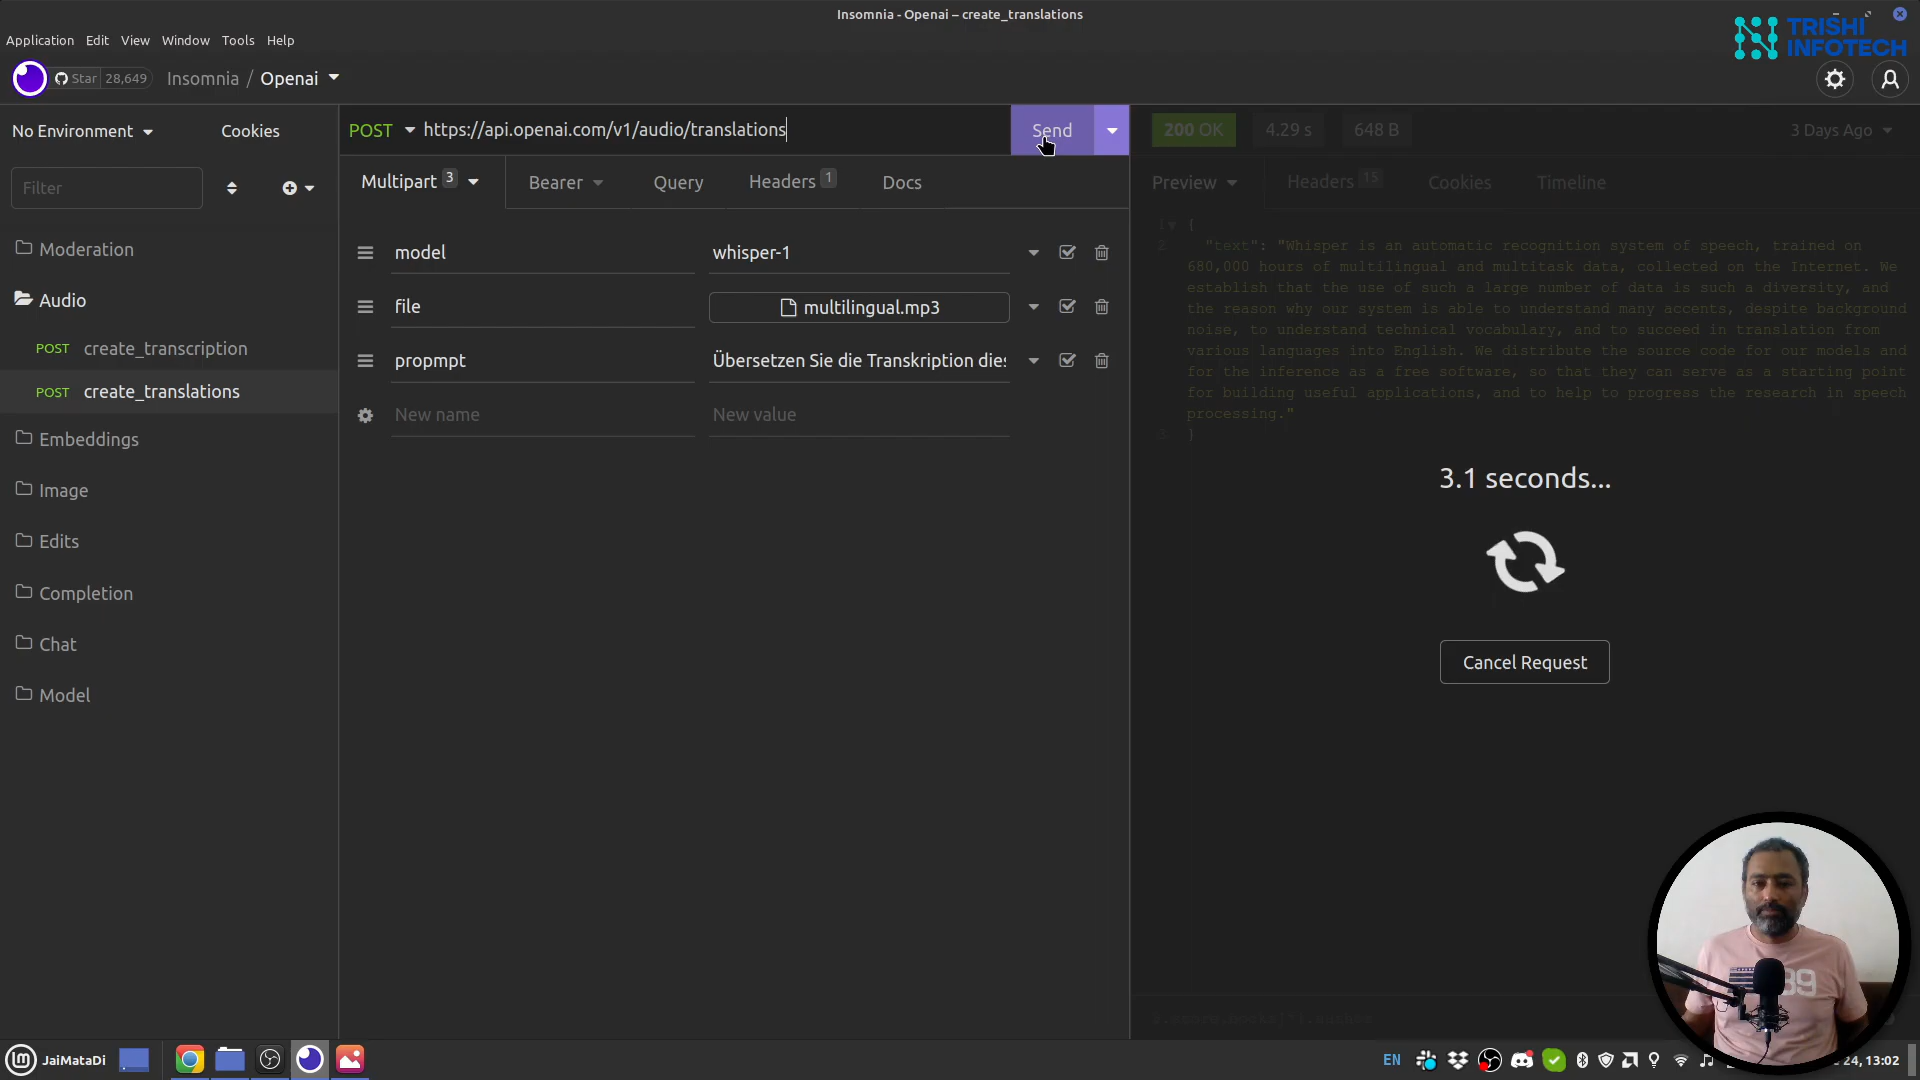 Insomnia - Openai – create_translations
Application Edit View Window Tools Help
TRISHI
INFOTECH
Star 28,649 Insomnia / Openai
No Environment Cookies
POST https://api.openai.com/v1/audio/translations
Send
200 OK 4.29 s 648 B 3 Days Ago
Filter
Multipart 3 Bearer Query Headers 1 Docs
Preview Headers 15 Cookies Timeline
Moderation
Audio
POST create_transcription
POST create_translations
Embeddings
Image
Edits
Completion
Chat
Model
model whisper-1
file multilingual.mp3
propmpt Übersetzen Sie die Transkription dies
New name New value
1 {
2 "text": "Whisper is an automatic recognition system of speech, trained on
680,000 hours of multilingual and multitask data, collected on the Internet. We
establish that the use of such a large number of data is such a diversity, and
the reason why our system is able to understand many accents, despite background
noise, to understand technical vocabulary, and to succeed in translation from
various languages into English. We distribute the source code for our models and
for the inference as a free software, so that they can serve as a starting point
for building useful applications, and to help to progress the research in speech
processing."
3 }
3.1 seconds...
Cancel Request
89
JaiMataDi
EN
24, 13:02